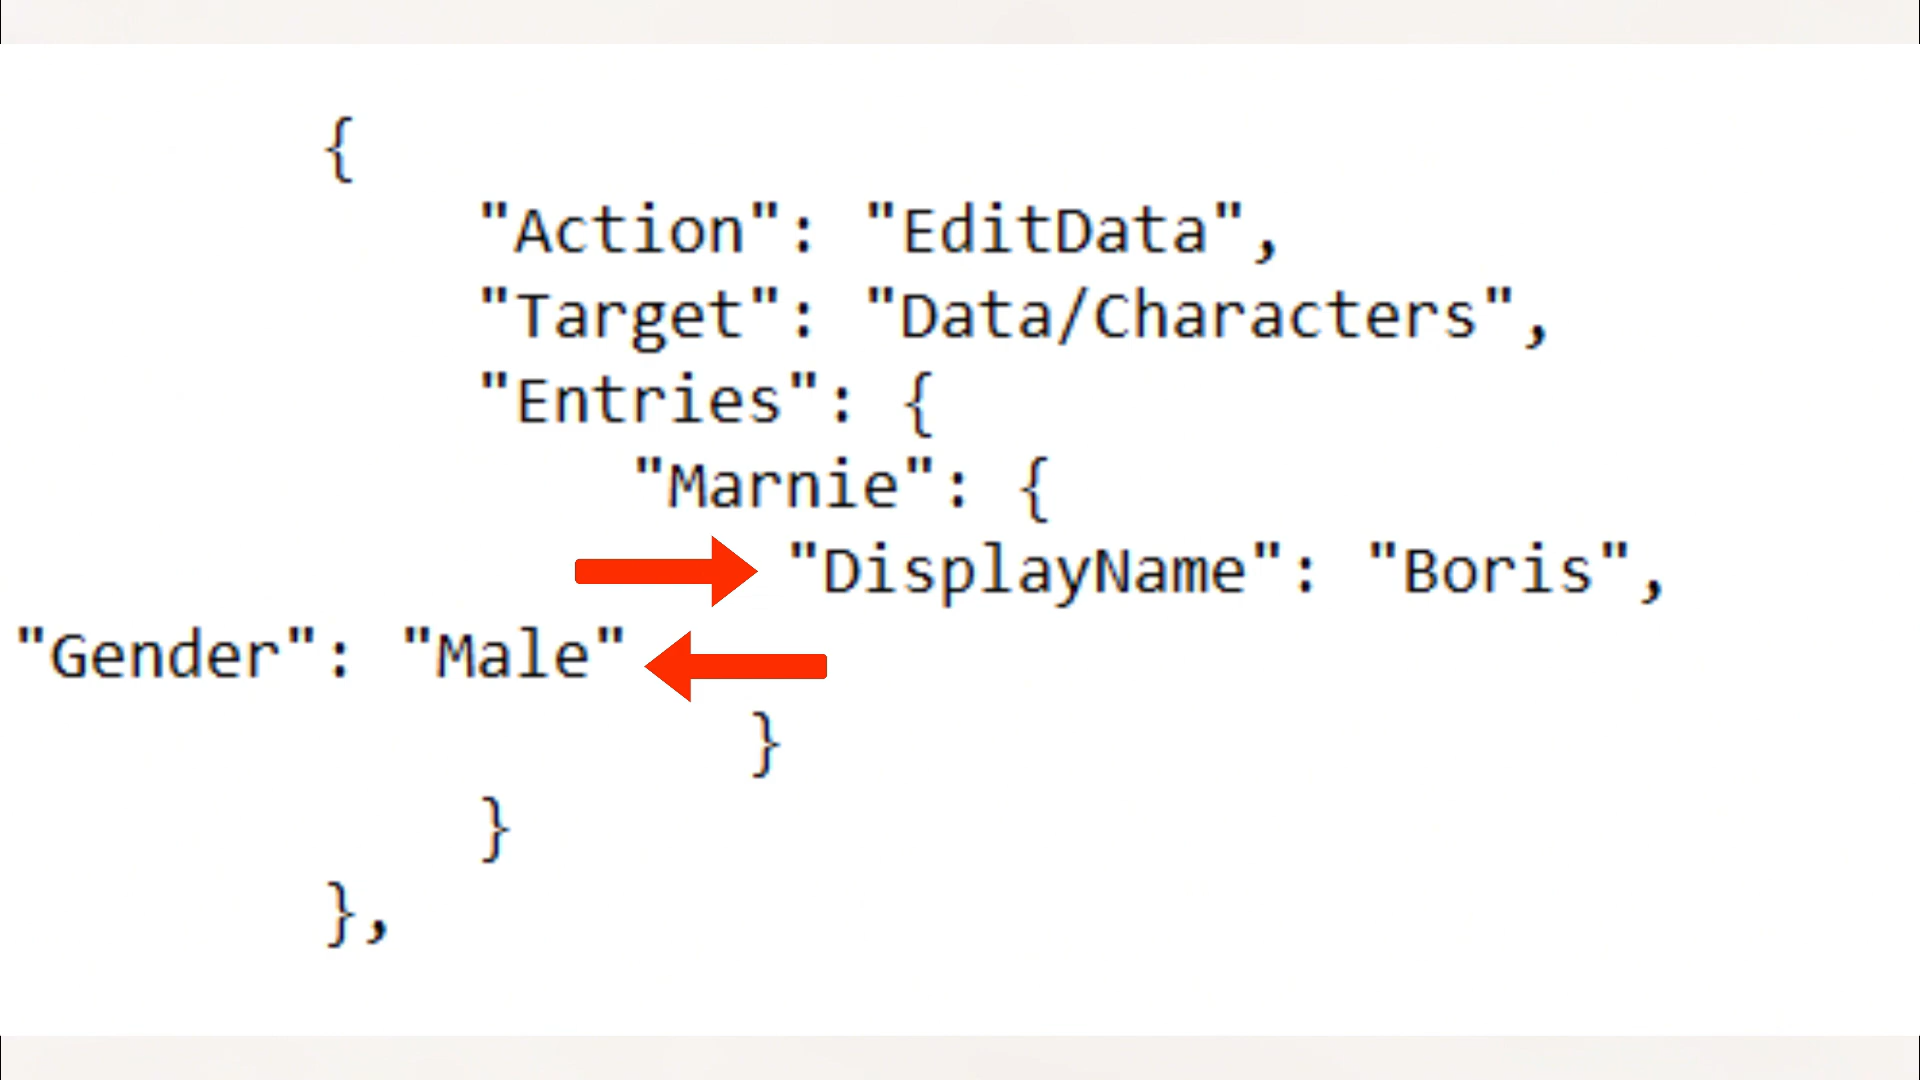 {
"Action": "EditData",
"Target": "Data/Characters",
"Entries": {
"Marnie": {
"DisplayName": "Boris",
"Gender": "Male"
}
}
},